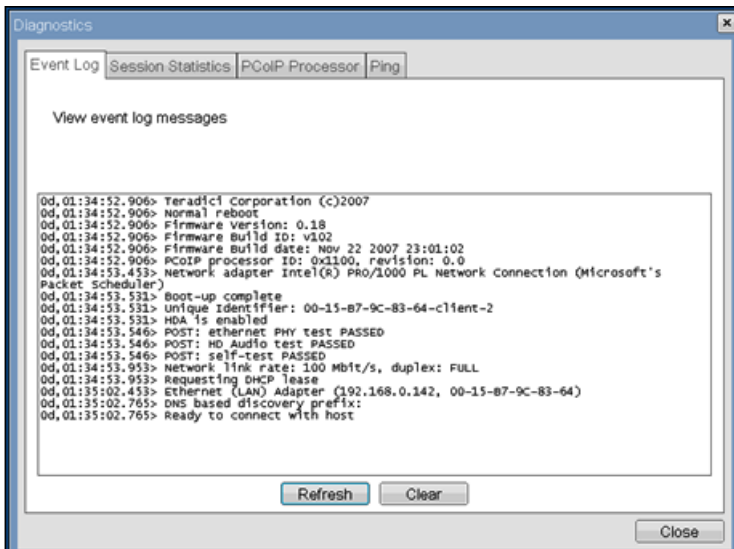 Diagnostics
Event Log
Session Statistics
PCoIP Processor
Ping
View event log messages
0d,01:34:52.906> Teradici Corporation (c)2007
0d,01:34:52.906> Normal reboot
0d,01:34:52.906> Firmware Version: 0.18
0d,01:34:52.906> Firmware Build ID: v102
0d,01:34:52.906> Firmware Build date: Nov 22 2007 23:01:02
0d,01:34:52.906> PCoIP processor ID: 0x1100, revision: 0.0
0d,01:34:53.453> Network adapter Intel(R) PRO/1000 PL Network Connection (Microsoft's
Packet Scheduler)
0d,01:34:53.531> Boot-up complete
0d,01:34:53.531> Unique Identifier: 00-15-B7-9C-83-64-client-2
0d,01:34:53.531> HDA is enabled
0d,01:34:53.546> POST: ethernet PHY test PASSED
0d,01:34:53.546> POST: HD Audio test PASSED
0d,01:34:53.546> POST: self-test PASSED
0d,01:34:53.953> Network link rate: 100 Mbit/s, duplex: FULL
0d,01:34:53.953> Requesting DHCP lease
0d,01:35:02.453> Ethernet (LAN) Adapter (192.168.0.142, 00-15-B7-9C-83-64)
0d,01:35:02.765> DNS based discovery prefix:
0d,01:35:02.765> Ready to connect with host
Refresh
Clear
Close